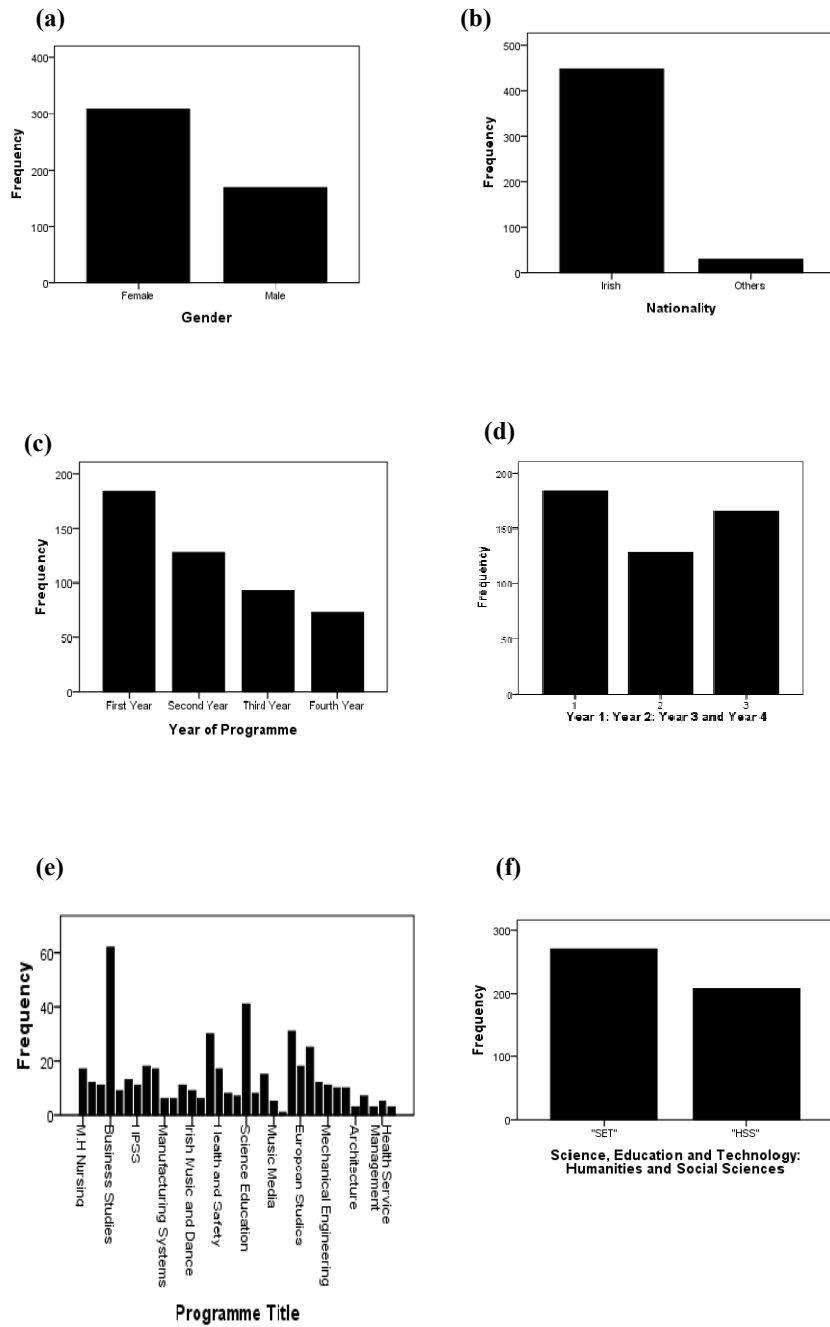 (a)
400
300
200
100
0
Frequency
Female
Male
Gender
(b)
500
400
300
200
100
0
Frequency
Irish
Others
Nationality
(c)
200
150
100
50
0
Frequency
First Year
Second Year
Third Year
Fourth Year
Year of Programme
(d)
200
150
100
50
0
Frequency
1
2
3
Year 1: Year 2: Year 3 and Year 4
(e)
60
40
20
0
Frequency
M.H Nursing
Business Studies
Manufacturing Systems
Irish Music and Dance
Health and Safety
Science Education
Music Media
European Studies
Mechanical Engineering
Architecture
Management
Health Service
Programme Title
(f)
300
200
100
0
Frequency
"SET"
"HSS"
Science, Education and Technology:
Humanities and Social Sciences